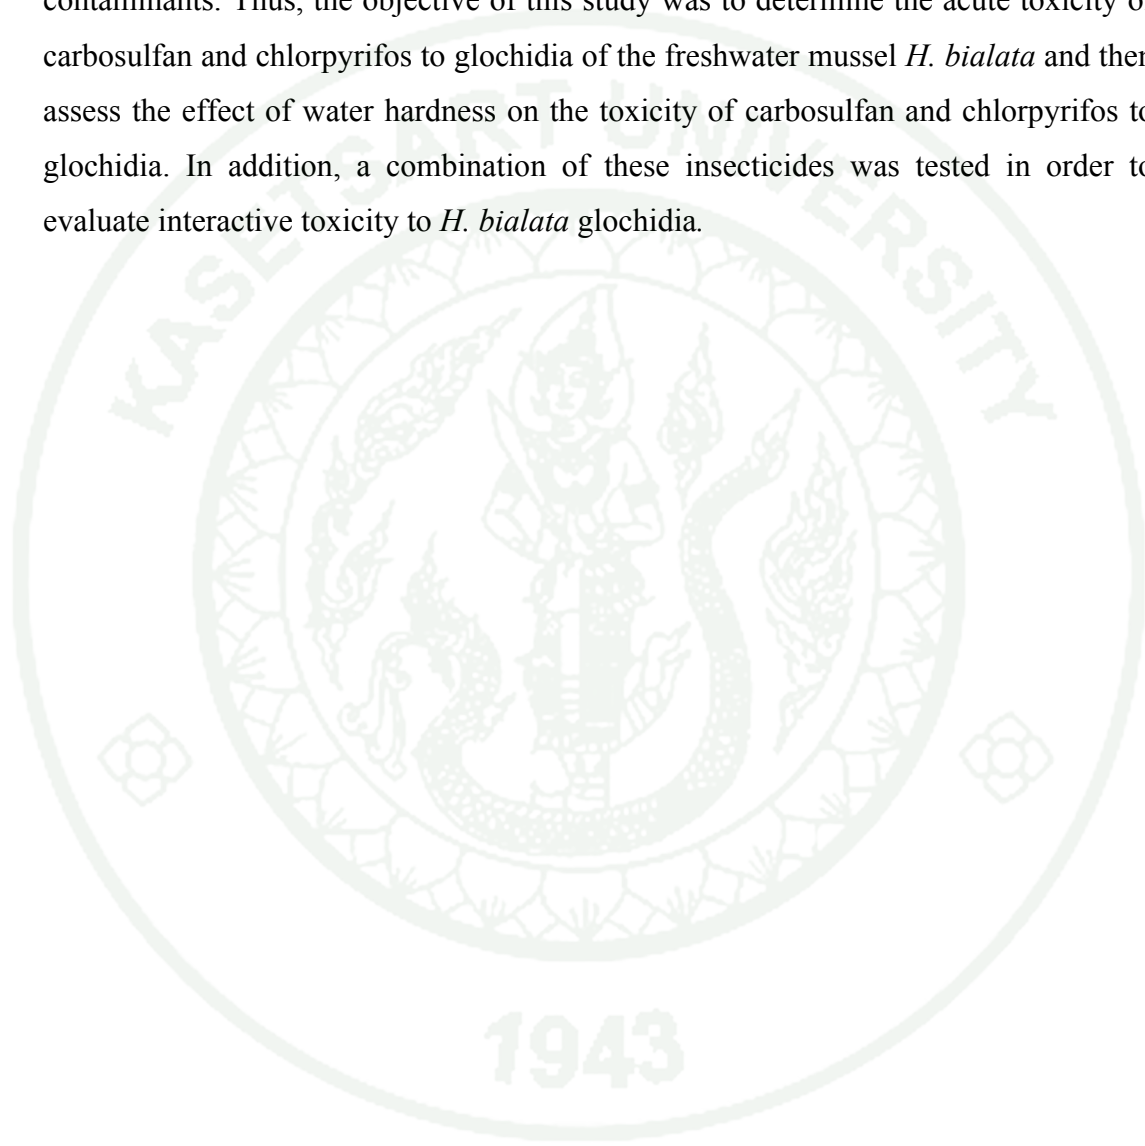 contaminants. Thus, the objective of this study was to determine the acute toxicity o
carbosulfan and chlorpyrifos to glochidia of the freshwater mussel H. bialata and then
assess the effect of water hardness on the toxicity of carbosulfan and chlorpyrifos to
glochidia. In addition, a combination of these insecticides was tested in order to
evaluate interactive toxicity to H. bialata glochidia.
KASETSART UNIVERSITY
1943